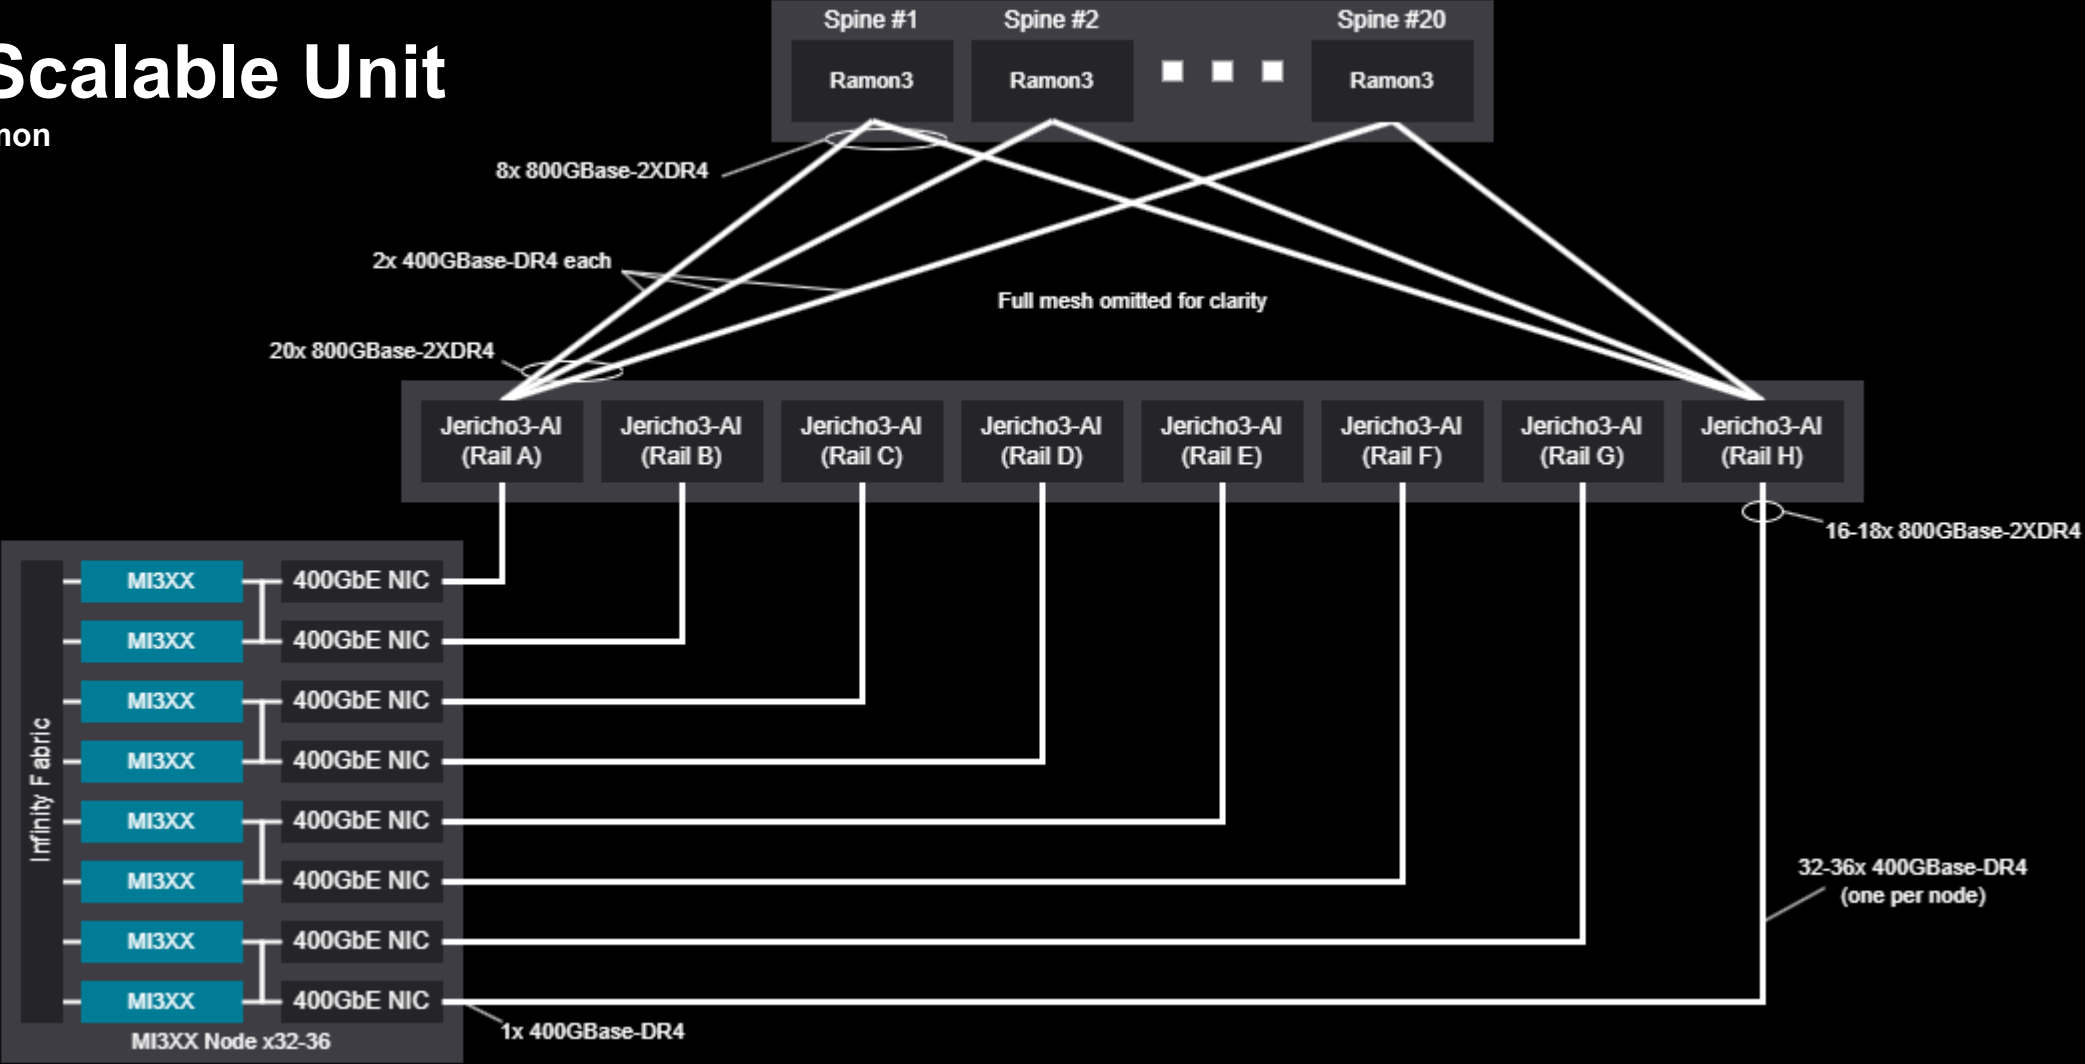 Scalable Unit
Spine #1
Spine #2
Spine #20
Ramon3
Ramon3
Ramon3
8x 800GBase-2XDR4
2x 400GBase-DR4 each
Full mesh omitted for clarity
20x 800GBase-2XDR4
Jericho3-AI
(Rail A)
Jericho3-AI
(Rail B)
Jericho3-AI
(Rail C)
Jericho3-AI
(Rail D)
Jericho3-AI
(Rail E)
Jericho3-AI
(Rail F)
Jericho3-AI
(Rail G)
Jericho3-AI
(Rail H)
16-18x 800GBase-2XDR4
Infinity Fabric
MI3XX
400GbE NIC
MI3XX
400GbE NIC
MI3XX
400GbE NIC
MI3XX
400GbE NIC
MI3XX
400GbE NIC
MI3XX
400GbE NIC
MI3XX
400GbE NIC
MI3XX
400GbE NIC
32-36x 400GBase-DR4
(one per node)
1x 400GBase-DR4
MI3XX Node x32-36